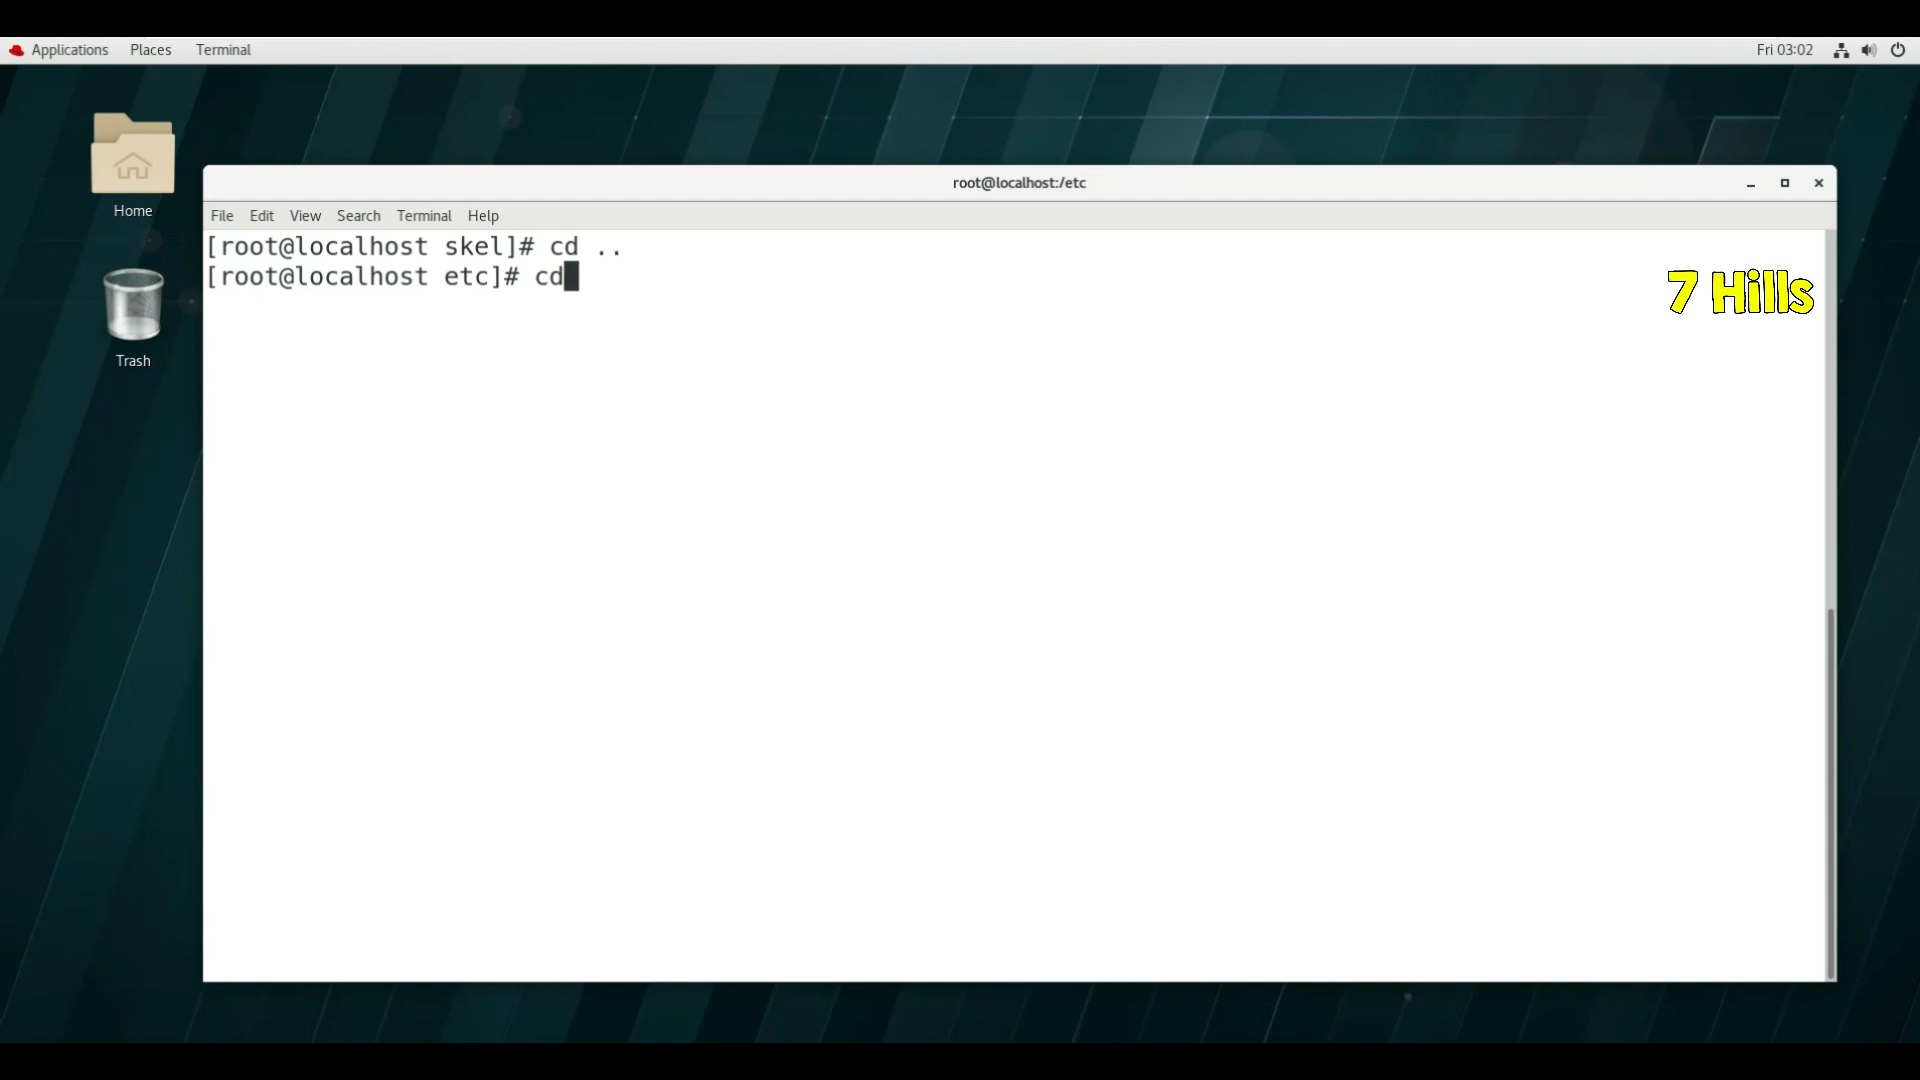 Applications Places Terminal Fri 03:02
Home
Trash
root@localhost:/etc
File Edit View Search Terminal Help
[root@localhost skel]# cd ..
[root@localhost etc]# cd
7 Hills